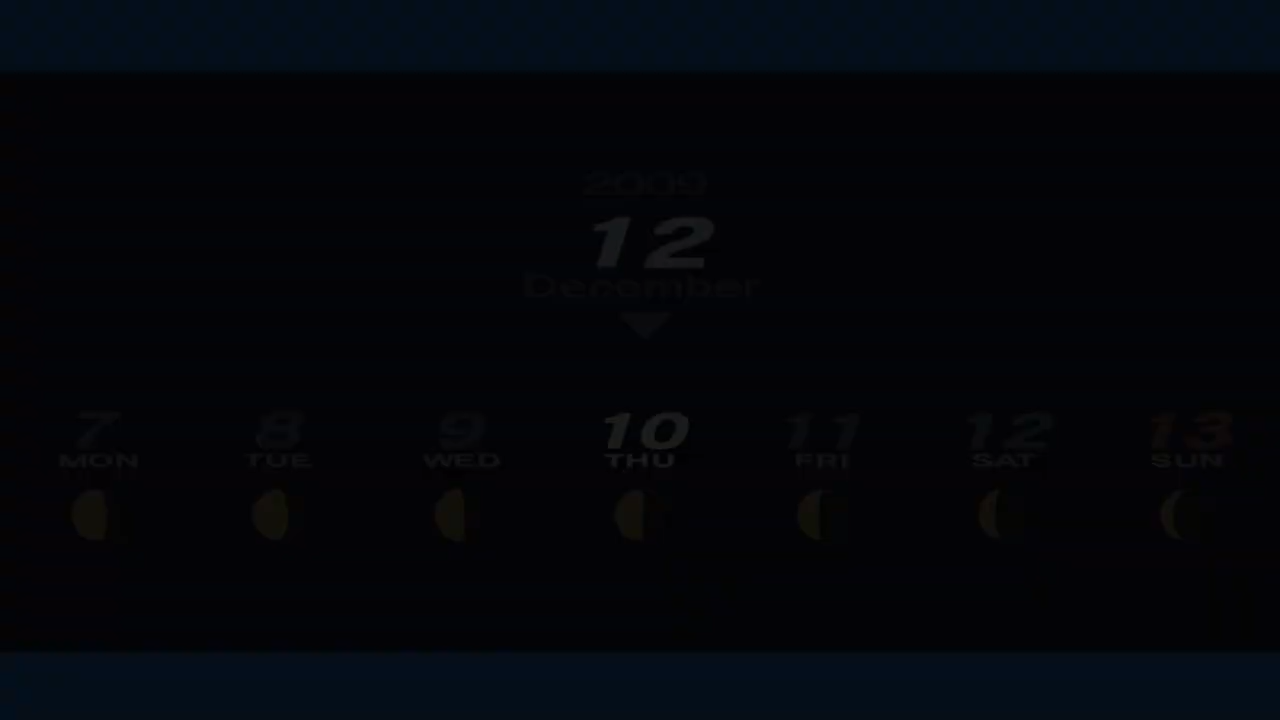 2009
12
December
7 8 9 10 11 12 13
MON TUE WED THU FRI SAT SUN